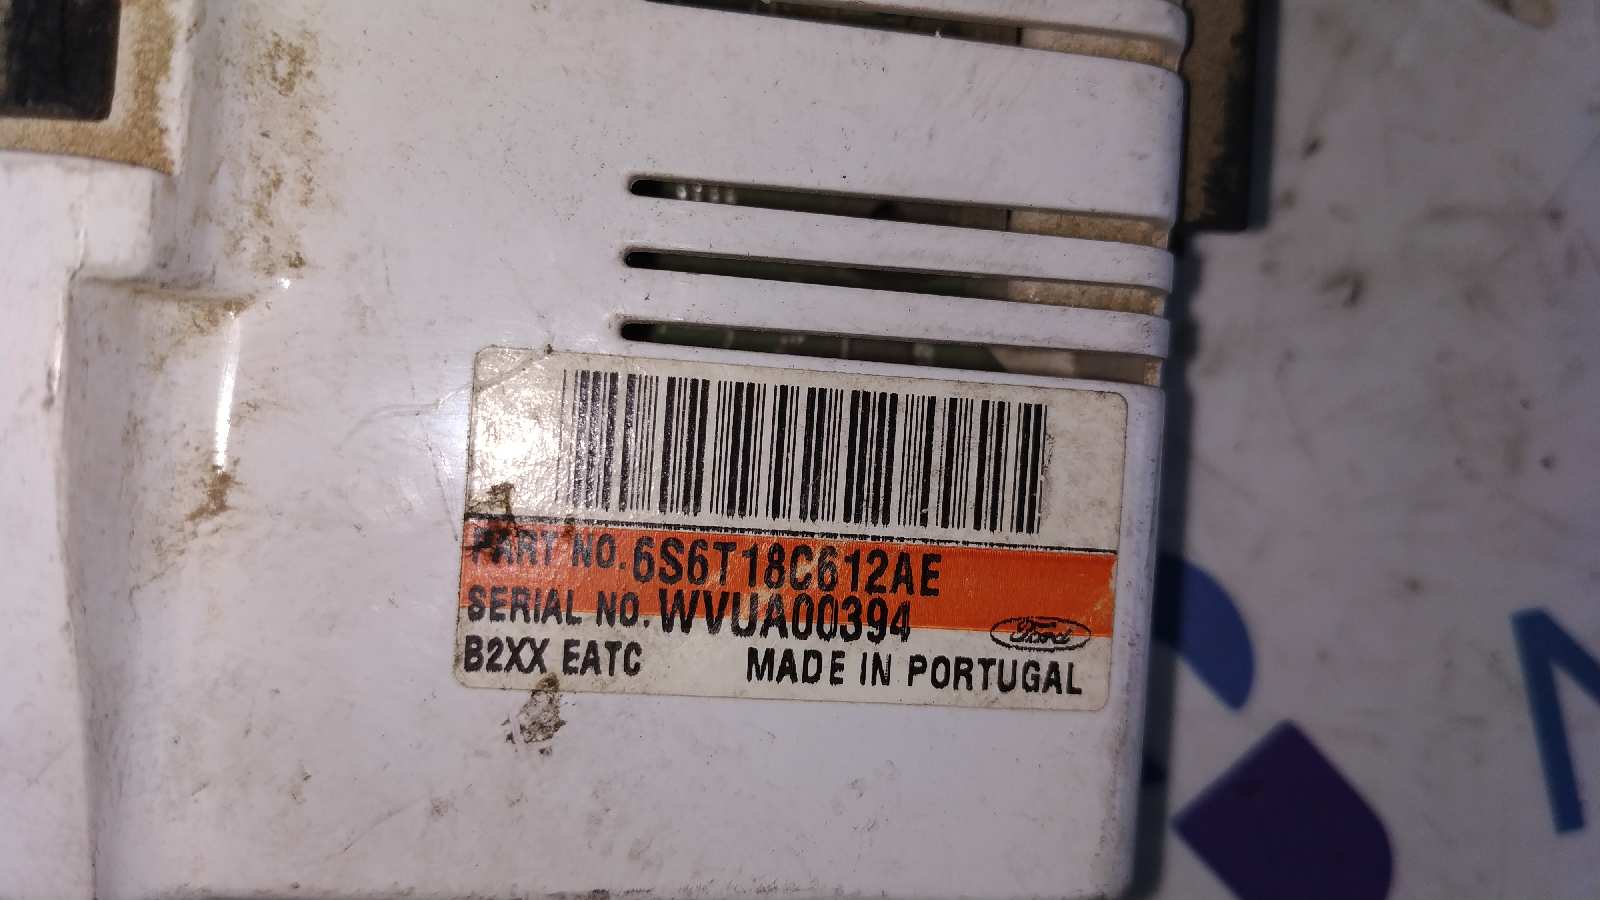 PART NO. 6S6T18C612AE
SERIAL NO. WVUA00394
Ford
B2XX EATC MADE IN PORTUGAL